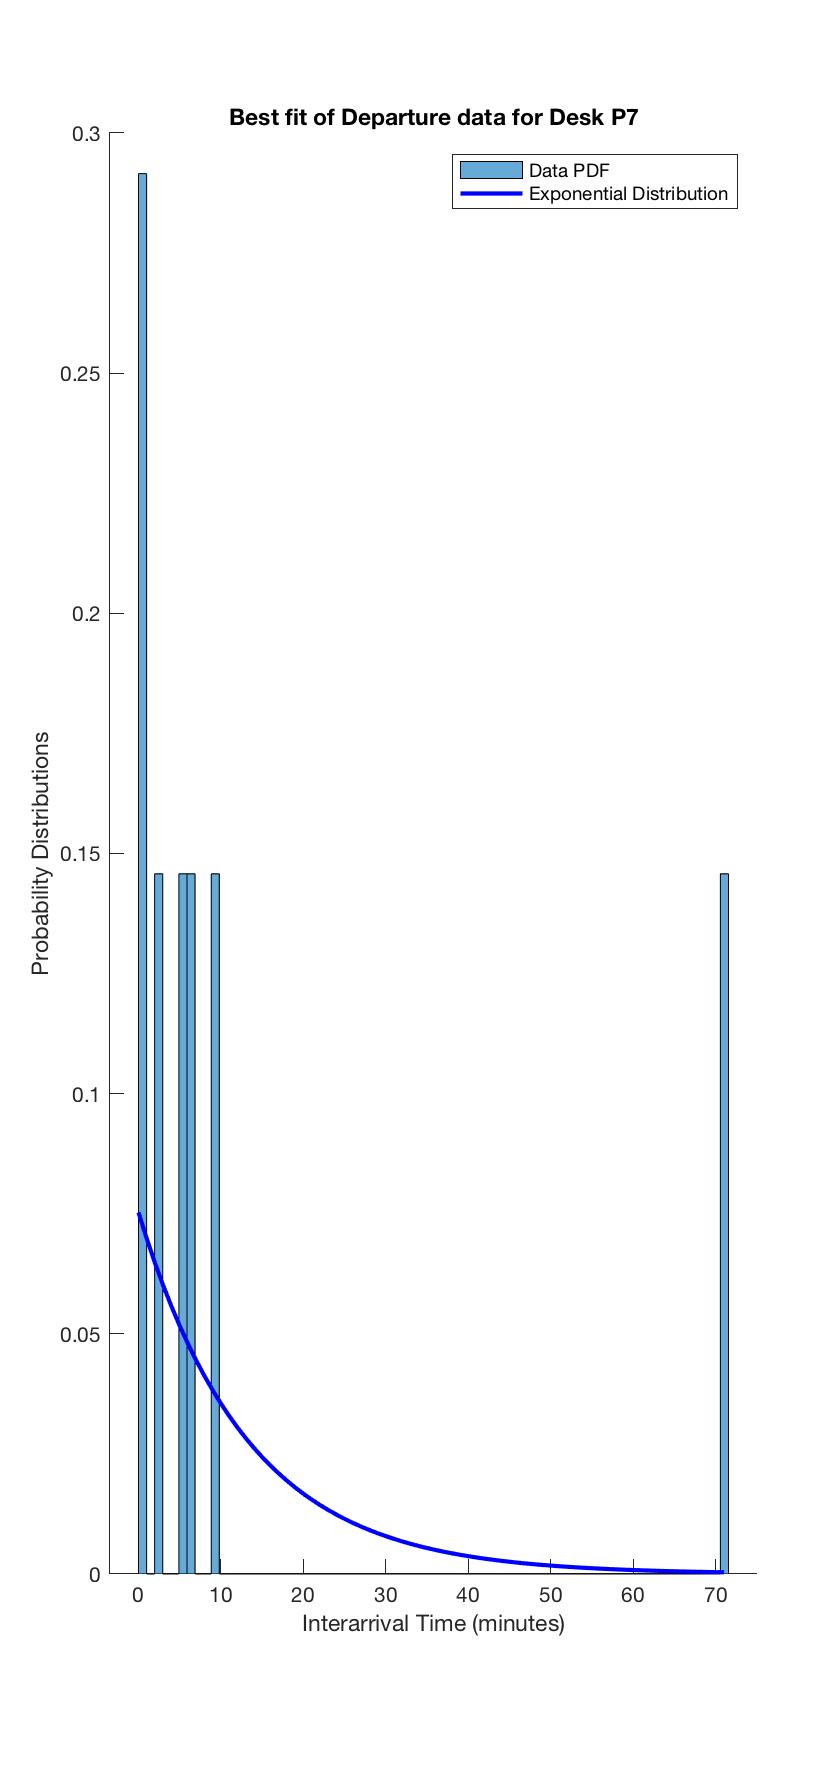 Best fit of Departure data for Desk P7
Data PDF
Exponential Distribution
0.3
0.25
0.2
0.15
0.1
0.05
0
Probability Distributions
0 10 20 30 40 50 60 70
Interarrival Time (minutes)